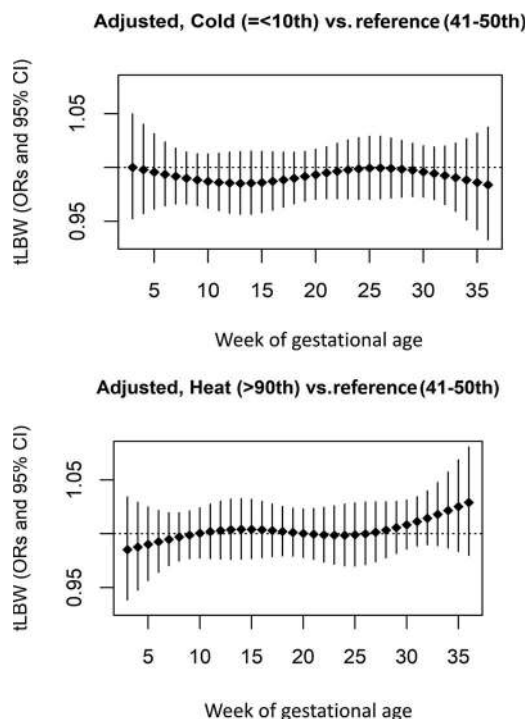 Adjusted, Cold (=<10th) vs. reference (41-50th)
tLBW (ORs and 95% CI)
1.05
0.95
5 10 15 20 25 30 35
Week of gestational age
Adjusted, Heat (>90th) vs.reference (41-50th)
tLBW (ORs and 95% CI)
1.05
0.95
5 10 15 20 25 30 35
Week of gestational age